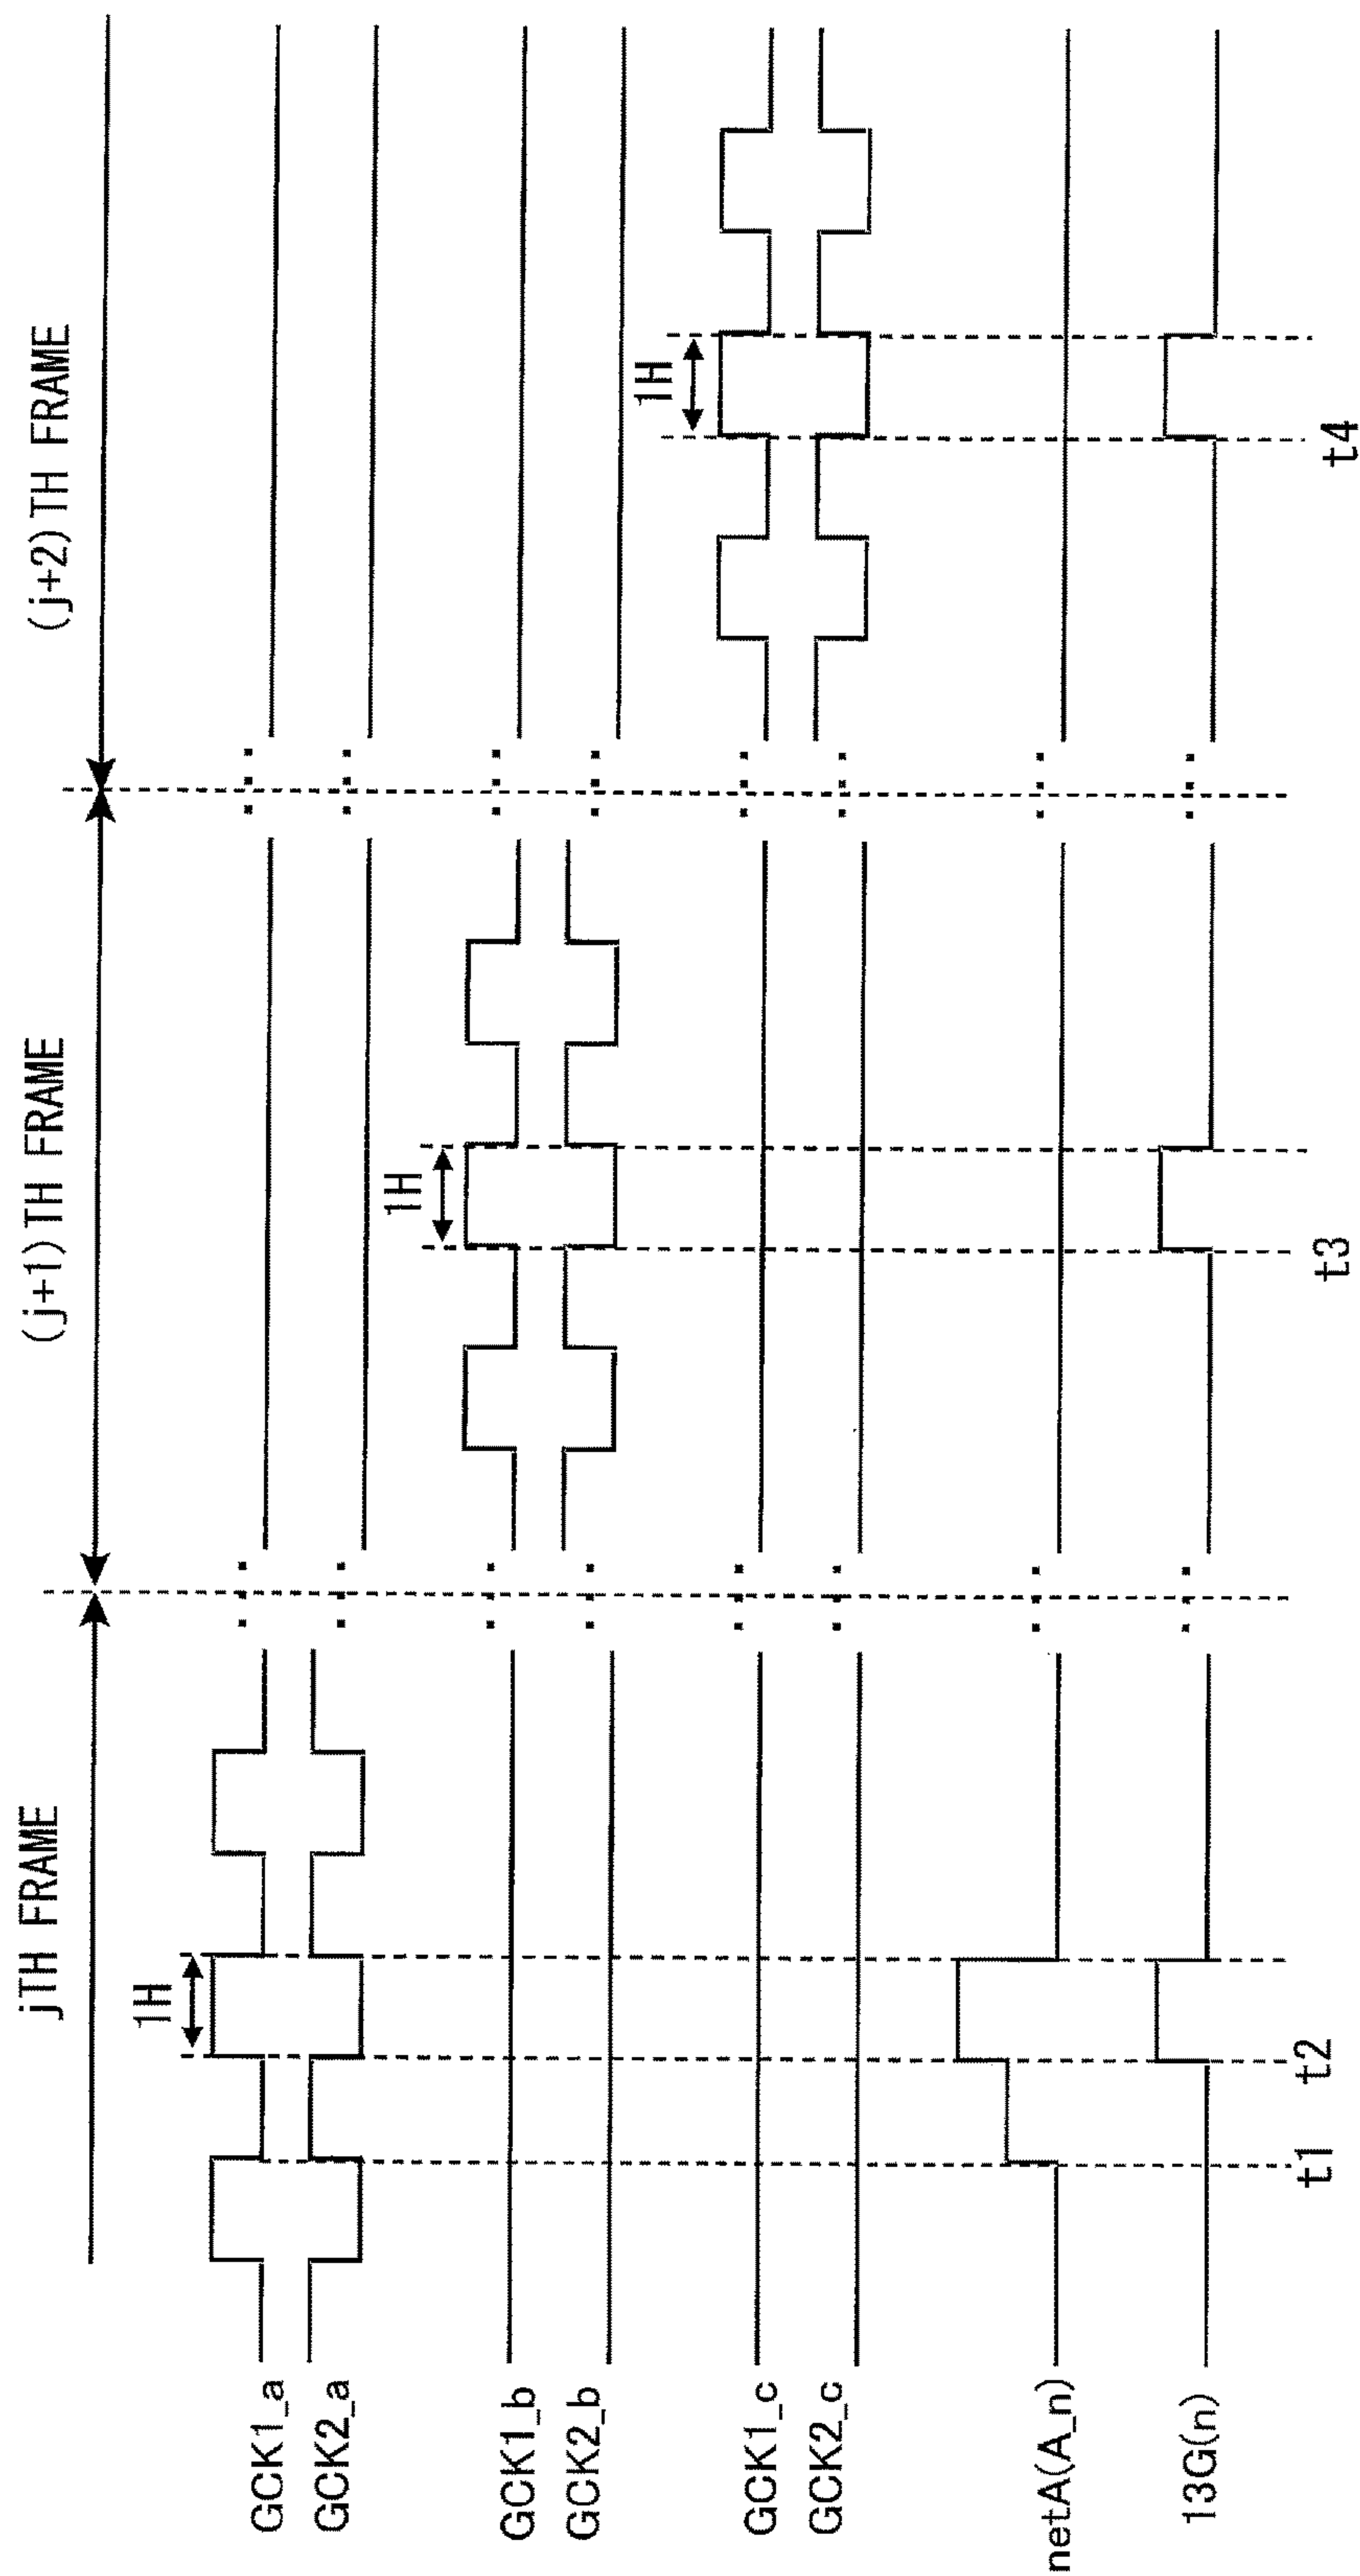 jTH FRAME
(j+1)TH FRAME
(j+2)TH FRAME
1H
1H
1H
GCK1_a
GCK2_a
GCK1_b
GCK2_b
GCK1_c
GCK2_c
netA(A_n)
13G(n)
t1
t2
t3
t4